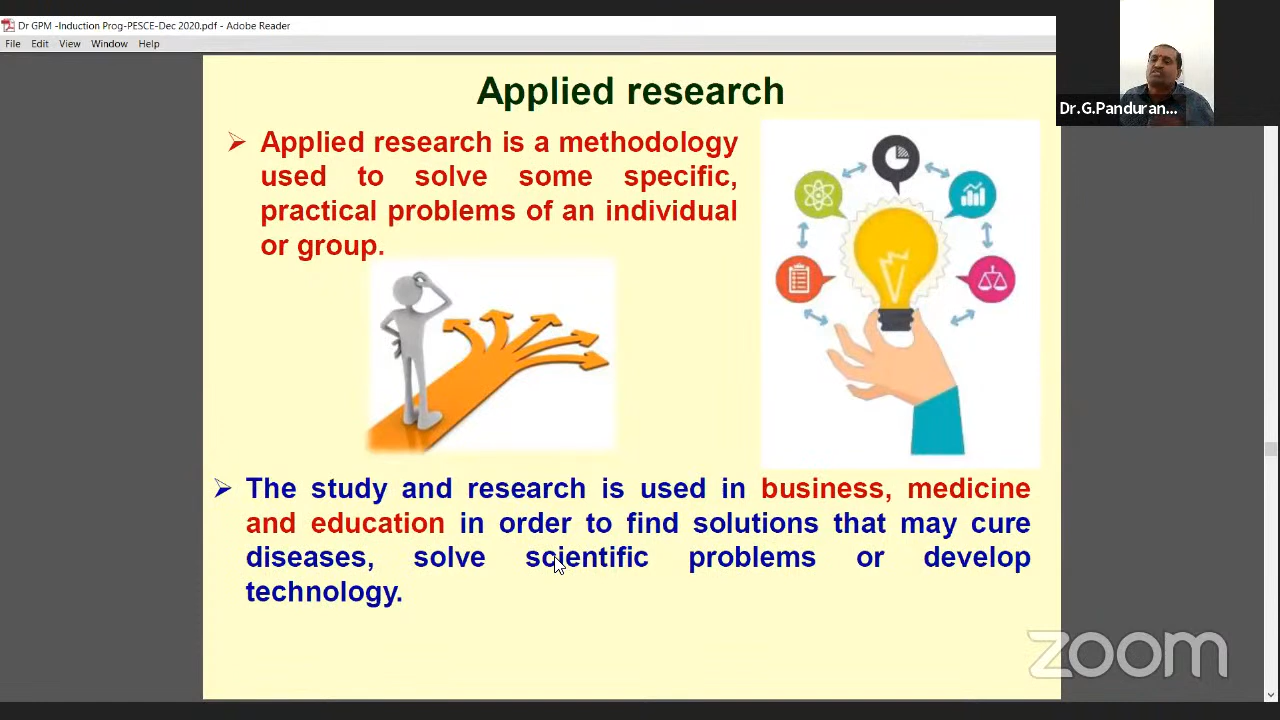 Dr GPM -Induction Prog-PESCE-Dec 2020.pdf - Adobe Reader
File Edit View Window Help
Dr.G.Panduran...
Applied research
Applied research is a methodology
used to solve some specific,
practical problems of an individual
or group.
The study and research is used in business, medicine
and education in order to find solutions that may cure
diseases, solve scientific problems or develop
technology.
zoom